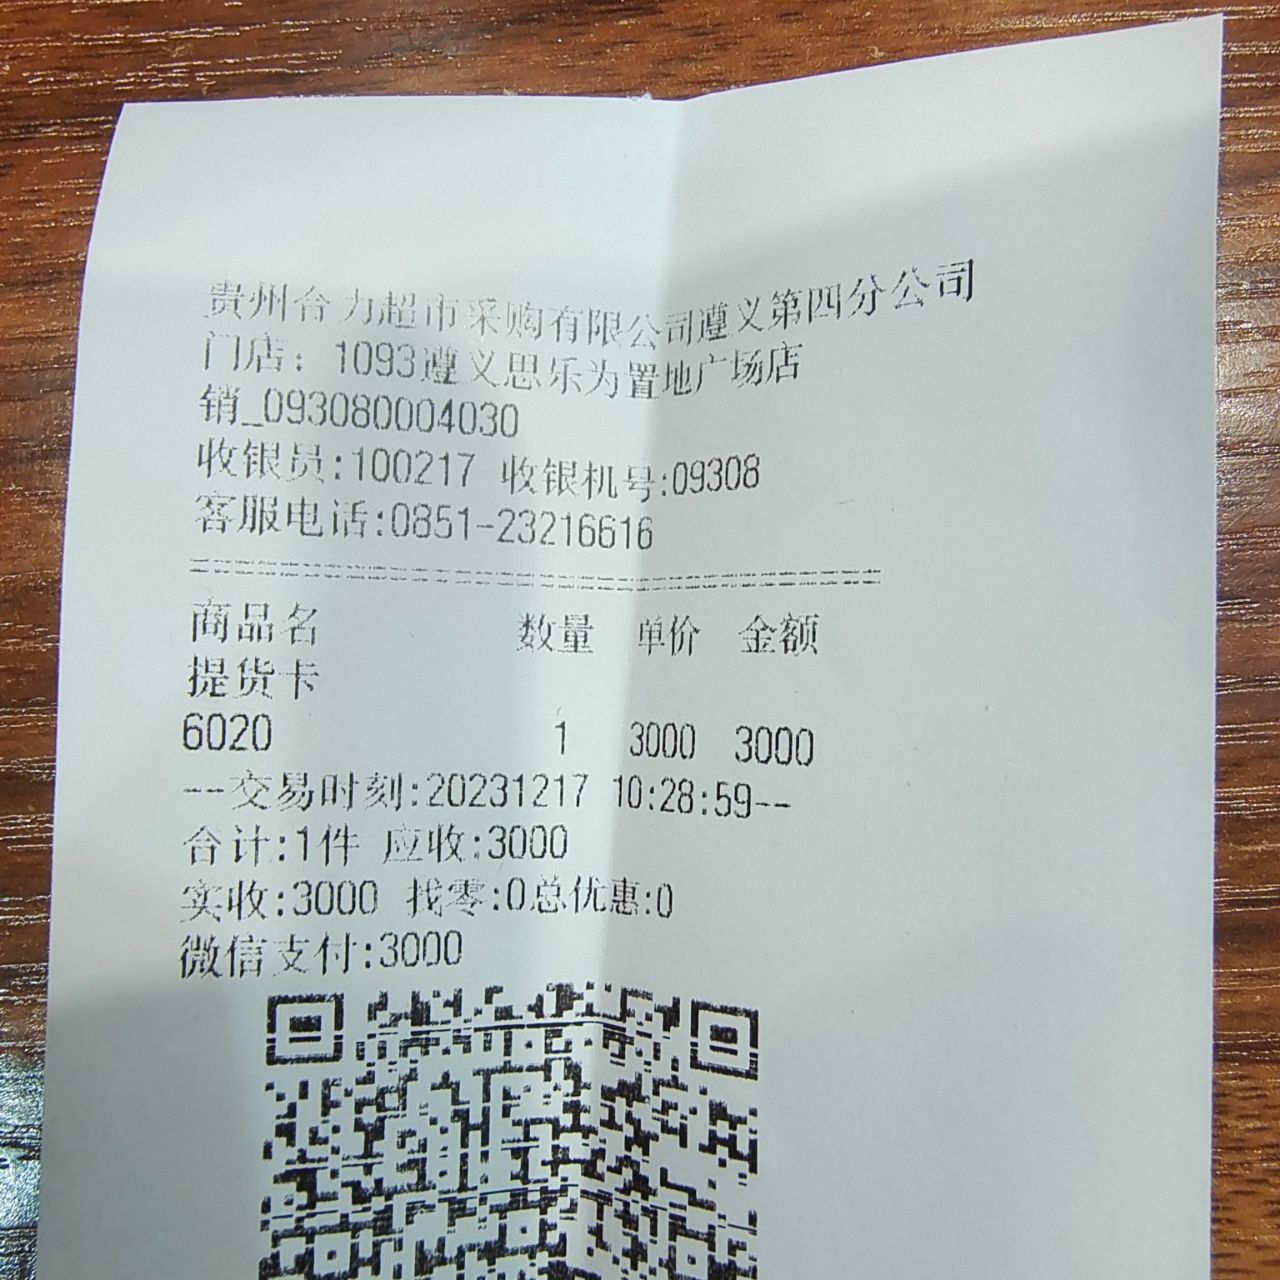 贵州合力超市采购有限公司遵义第四分公司
门店：1093遵义思乐为置地广场店
销_093080004030
收银员:100217 收银机号:09308
客服电话:0851-23216616
================================
商品名 数量 单价 金额
提货卡
6020 1 3000 3000
--交易时刻:20231217 10:28:59--
合计:1件 应收:3000
实收:3000 找零:0总优惠:0
微信支付:3000